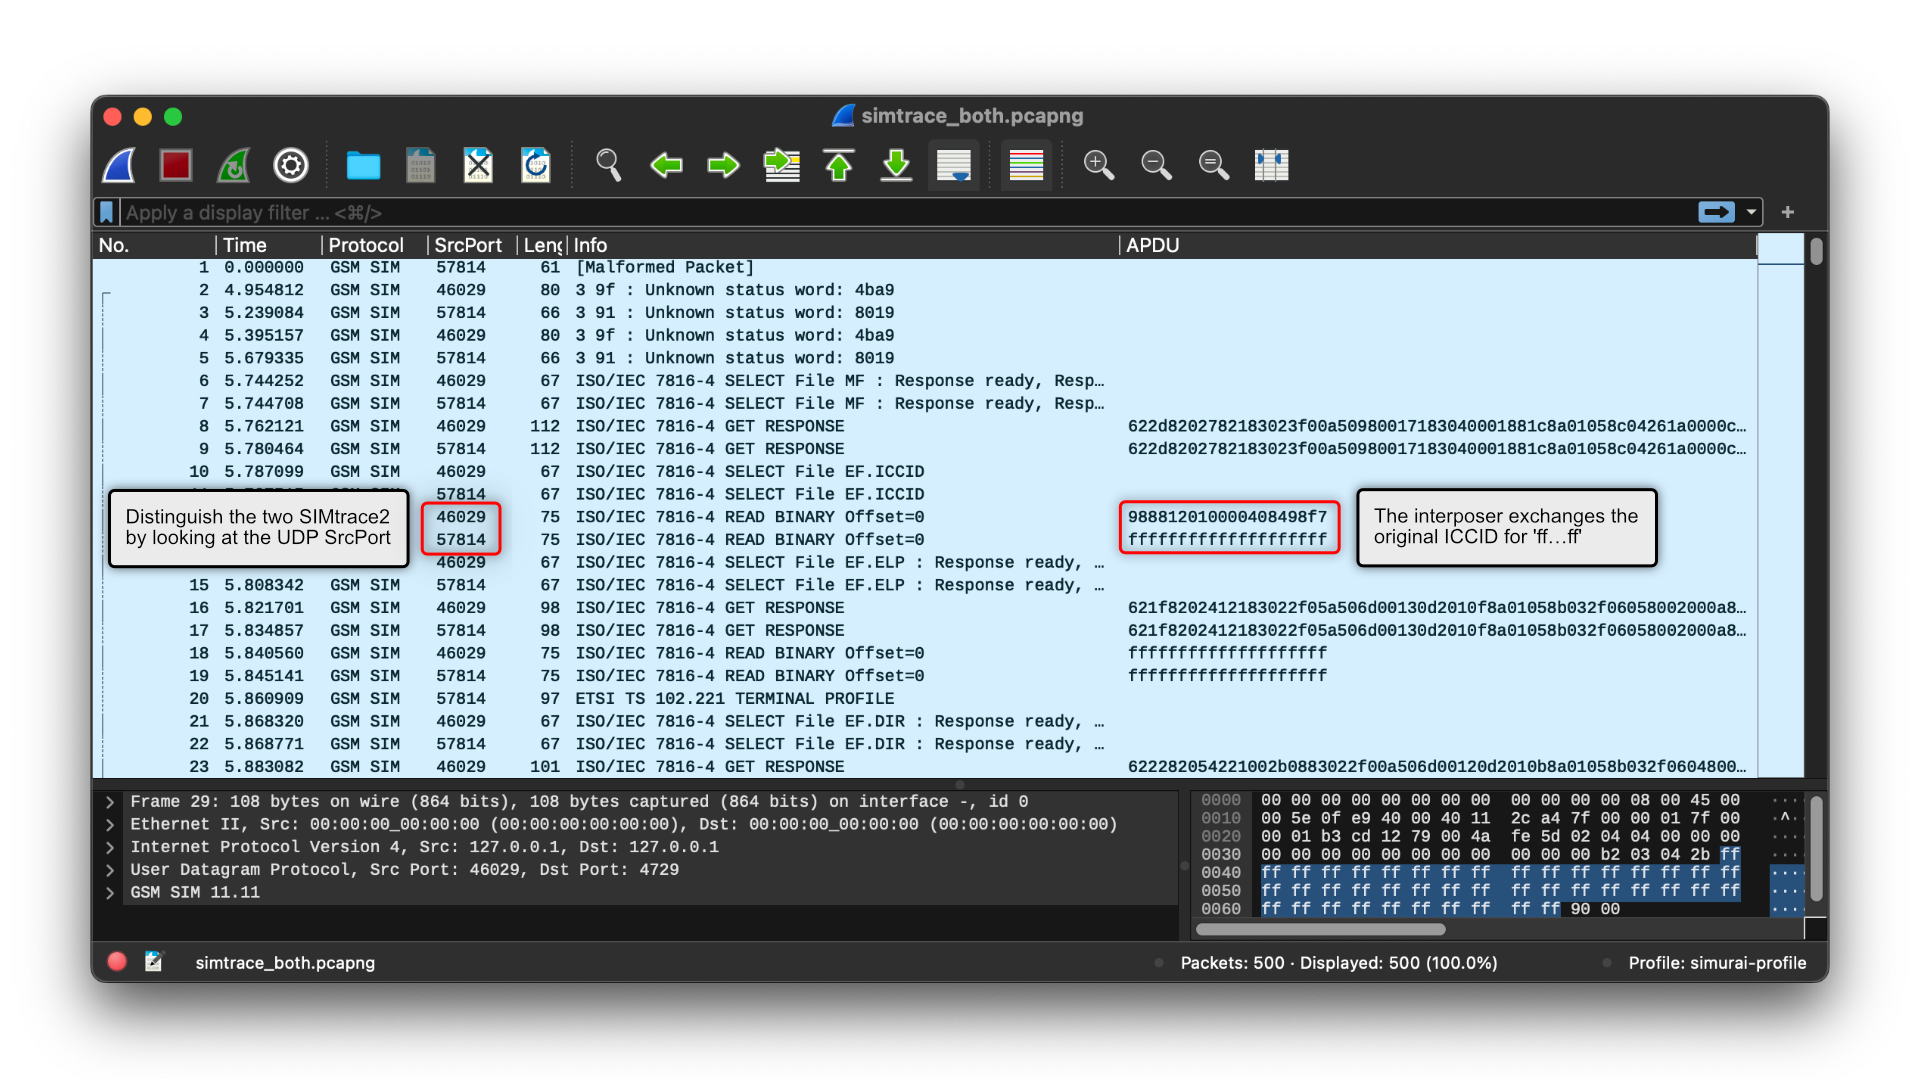 simtrace_both.pcapng
Apply a display filter ... <⌘/>
No. Time Protocol SrcPort Leng Info APDU
1 0.000000 GSM SIM 57814 61 [Malformed Packet]
2 4.954812 GSM SIM 46029 80 3 9f : Unknown status word: 4ba9
3 5.239084 GSM SIM 57814 66 3 91 : Unknown status word: 8019
4 5.395157 GSM SIM 46029 80 3 9f : Unknown status word: 4ba9
5 5.679335 GSM SIM 57814 66 3 91 : Unknown status word: 8019
6 5.744252 GSM SIM 46029 67 ISO/IEC 7816-4 SELECT File MF : Response ready, Resp…
7 5.744708 GSM SIM 57814 67 ISO/IEC 7816-4 SELECT File MF : Response ready, Resp…
8 5.762121 GSM SIM 46029 112 ISO/IEC 7816-4 GET RESPONSE 622d8202782183023f00a50980017183040001881c8a01058c04261a0000c…
9 5.780464 GSM SIM 57814 112 ISO/IEC 7816-4 GET RESPONSE 622d8202782183023f00a50980017183040001881c8a01058c04261a0000c…
10 5.787099 GSM SIM 46029 67 ISO/IEC 7816-4 SELECT File EF.ICCID
57814 67 ISO/IEC 7816-4 SELECT File EF.ICCID
46029 75 ISO/IEC 7816-4 READ BINARY Offset=0 988812010000408498f7
57814 75 ISO/IEC 7816-4 READ BINARY Offset=0 ffffffffffffffffffff
46029 67 ISO/IEC 7816-4 SELECT File EF.ELP : Response ready, …
Distinguish the two SIMtrace2
by looking at the UDP SrcPort
The interposer exchanges the
original ICCID for 'ff…ff'
15 5.808342 GSM SIM 57814 67 ISO/IEC 7816-4 SELECT File EF.ELP : Response ready, …
16 5.821701 GSM SIM 46029 98 ISO/IEC 7816-4 GET RESPONSE 621f8202412183022f05a506d00130d2010f8a01058b032f06058002000a8…
17 5.834857 GSM SIM 57814 98 ISO/IEC 7816-4 GET RESPONSE 621f8202412183022f05a506d00130d2010f8a01058b032f06058002000a8…
18 5.840560 GSM SIM 46029 75 ISO/IEC 7816-4 READ BINARY Offset=0 ffffffffffffffffffff
19 5.845141 GSM SIM 57814 75 ISO/IEC 7816-4 READ BINARY Offset=0 ffffffffffffffffffff
20 5.860909 GSM SIM 57814 97 ETSI TS 102.221 TERMINAL PROFILE
21 5.868320 GSM SIM 46029 67 ISO/IEC 7816-4 SELECT File EF.DIR : Response ready, …
22 5.868771 GSM SIM 57814 67 ISO/IEC 7816-4 SELECT File EF.DIR : Response ready, …
23 5.883082 GSM SIM 46029 101 ISO/IEC 7816-4 GET RESPONSE 622282054221002b0883022f00a506d00120d2010b8a01058b032f0604800…
Frame 29: 108 bytes on wire (864 bits), 108 bytes captured (864 bits) on interface -, id 0
Ethernet II, Src: 00:00:00_00:00:00 (00:00:00:00:00:00), Dst: 00:00:00_00:00:00 (00:00:00:00:00:00)
Internet Protocol Version 4, Src: 127.0.0.1, Dst: 127.0.0.1
User Datagram Protocol, Src Port: 46029, Dst Port: 4729
GSM SIM 11.11
0000 00 00 00 00 00 00 00 00 00 00 00 00 08 00 45 00 ····
0010 00 5e 0f e9 40 00 40 11 2c a4 7f 00 00 01 7f 00 ·^··
0020 00 01 b3 cd 12 79 00 4a fe 5d 02 04 04 00 00 00 ····
0030 00 00 00 00 00 00 00 00 00 00 00 b2 03 04 2b ff ····
0040 ff ff ff ff ff ff ff ff ff ff ff ff ff ff ff ff ····
0050 ff ff ff ff ff ff ff ff ff ff ff ff ff ff ff ff ····
0060 ff ff ff ff ff ff ff ff ff ff 90 00 ····
simtrace_both.pcapng
Packets: 500 · Displayed: 500 (100.0%)
Profile: simurai-profile